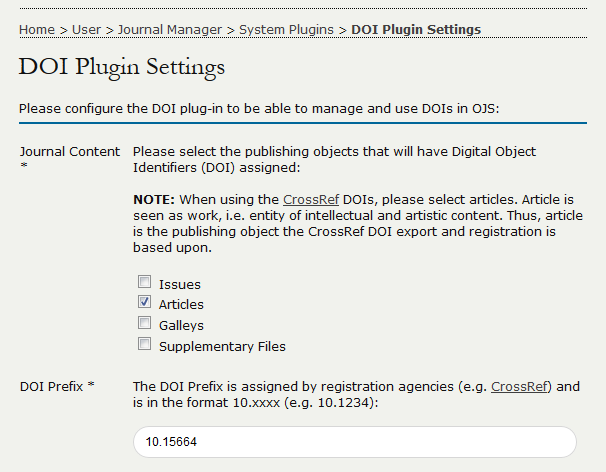 Home > User > Journal Manager > System Plugins > DOI Plugin Settings
DOI Plugin Settings
Please configure the DOI plug-in to be able to manage and use DOIs in OJS:
Journal Content *
Please select the publishing objects that will have Digital Object
Identifiers (DOI) assigned:
NOTE: When using the CrossRef DOIs, please select articles. Article is
seen as work, i.e. entity of intellectual and artistic content. Thus, article
is the publishing object the CrossRef DOI export and registration is
based upon.
Issues
Articles
Galleys
Supplementary Files
DOI Prefix *
The DOI Prefix is assigned by registration agencies (e.g. CrossRef) and
is in the format 10.xxxx (e.g. 10.1234):
10.15664